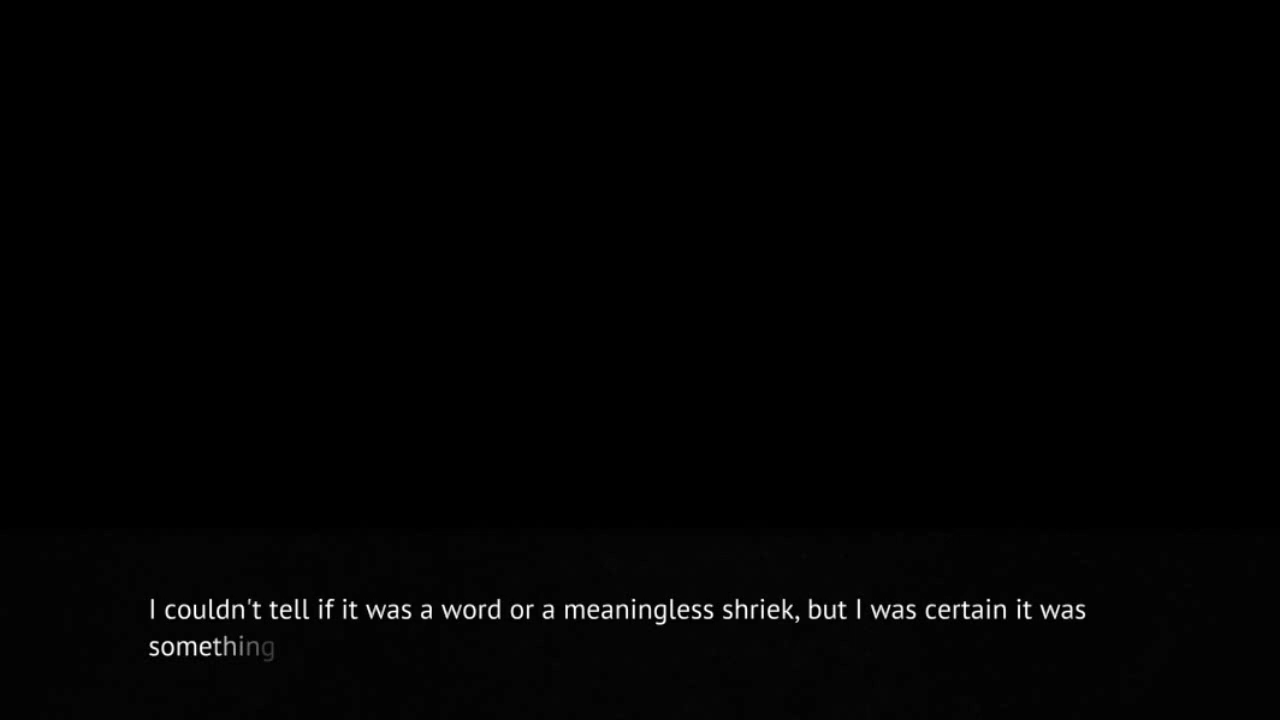 I couldn't tell if it was a word or a meaningless shriek, but I was certain it was
something